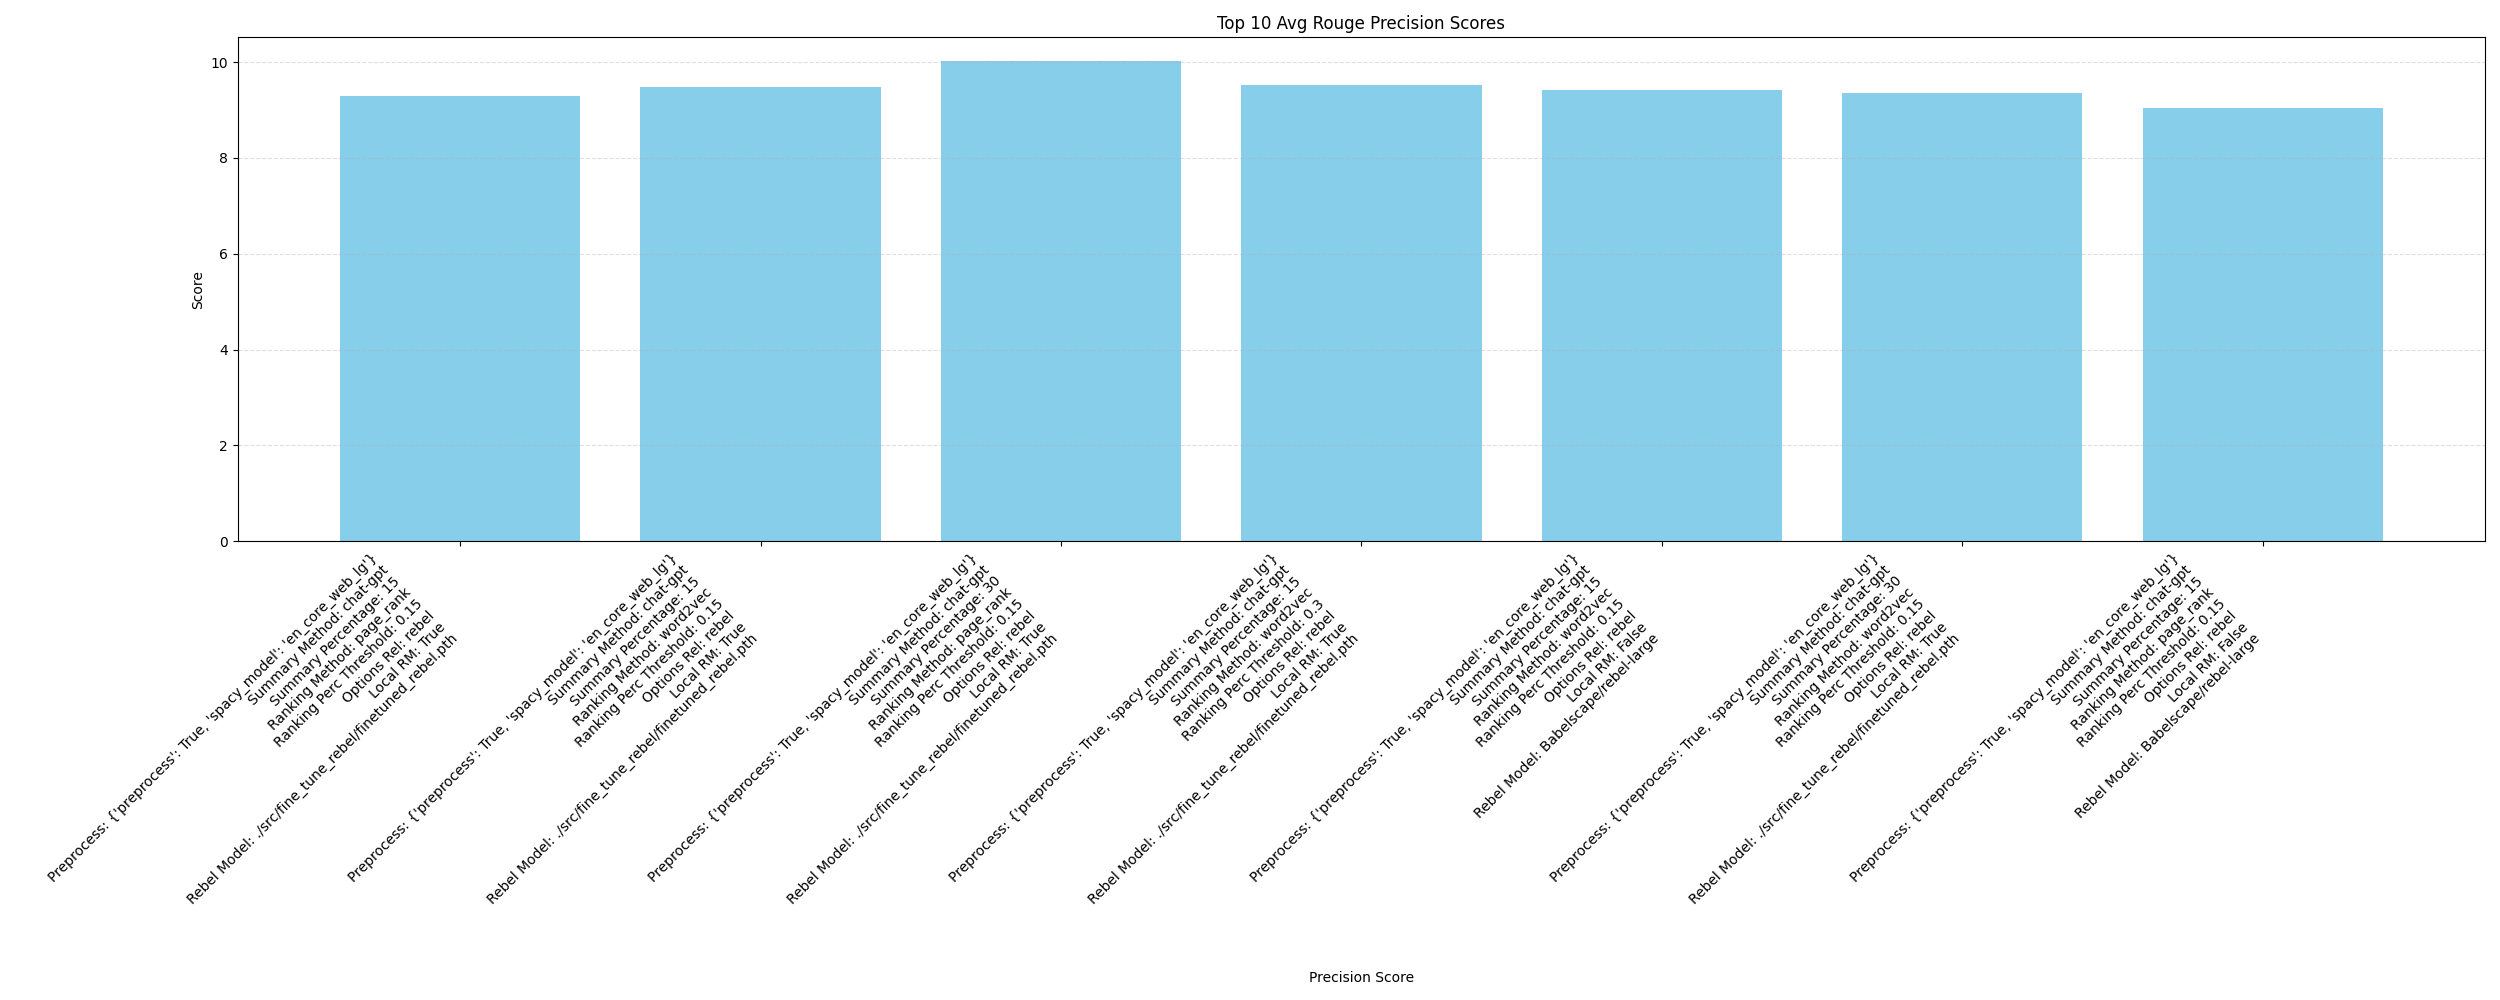 Top 10 Avg Rouge Precision Scores
Score
10
8
6
4
2
0
Preprocess: {'preprocess': True, 'spacy_model': 'en_core_web_lg'}
Summary Method: chat-gpt
Summary Percentage: 15
Ranking Method: page_rank
Ranking Perc Threshold: 0.15
Options Rel: rebel
Local RM: True
Rebel Model: ./src/fine_tune_rebel/finetuned_rebel.pth
Preprocess: {'preprocess': True, 'spacy_model': 'en_core_web_lg'}
Summary Method: chat-gpt
Summary Percentage: 15
Ranking Method: word2vec
Ranking Perc Threshold: 0.15
Options Rel: rebel
Local RM: True
Rebel Model: ./src/fine_tune_rebel/finetuned_rebel.pth
Preprocess: {'preprocess': True, 'spacy_model': 'en_core_web_lg'}
Summary Method: chat-gpt
Summary Percentage: 30
Ranking Method: page_rank
Ranking Perc Threshold: 0.15
Options Rel: rebel
Local RM: True
Rebel Model: ./src/fine_tune_rebel/finetuned_rebel.pth
Preprocess: {'preprocess': True, 'spacy_model': 'en_core_web_lg'}
Summary Method: chat-gpt
Summary Percentage: 15
Ranking Method: word2vec
Ranking Perc Threshold: 0.3
Options Rel: rebel
Local RM: True
Rebel Model: ./src/fine_tune_rebel/finetuned_rebel.pth
Preprocess: {'preprocess': True, 'spacy_model': 'en_core_web_lg'}
Summary Method: chat-gpt
Summary Percentage: 15
Ranking Method: word2vec
Ranking Perc Threshold: 0.15
Options Rel: rebel
Local RM: False
Rebel Model: Babelscape/rebel-large
Preprocess: {'preprocess': True, 'spacy_model': 'en_core_web_lg'}
Summary Method: chat-gpt
Summary Percentage: 30
Ranking Method: word2vec
Ranking Perc Threshold: 0.15
Options Rel: rebel
Local RM: True
Rebel Model: ./src/fine_tune_rebel/finetuned_rebel.pth
Preprocess: {'preprocess': True, 'spacy_model': 'en_core_web_lg'}
Summary Method: chat-gpt
Summary Percentage: 15
Ranking Method: page_rank
Ranking Perc Threshold: 0.15
Options Rel: rebel
Local RM: False
Rebel Model: Babelscape/rebel-large
Precision Score